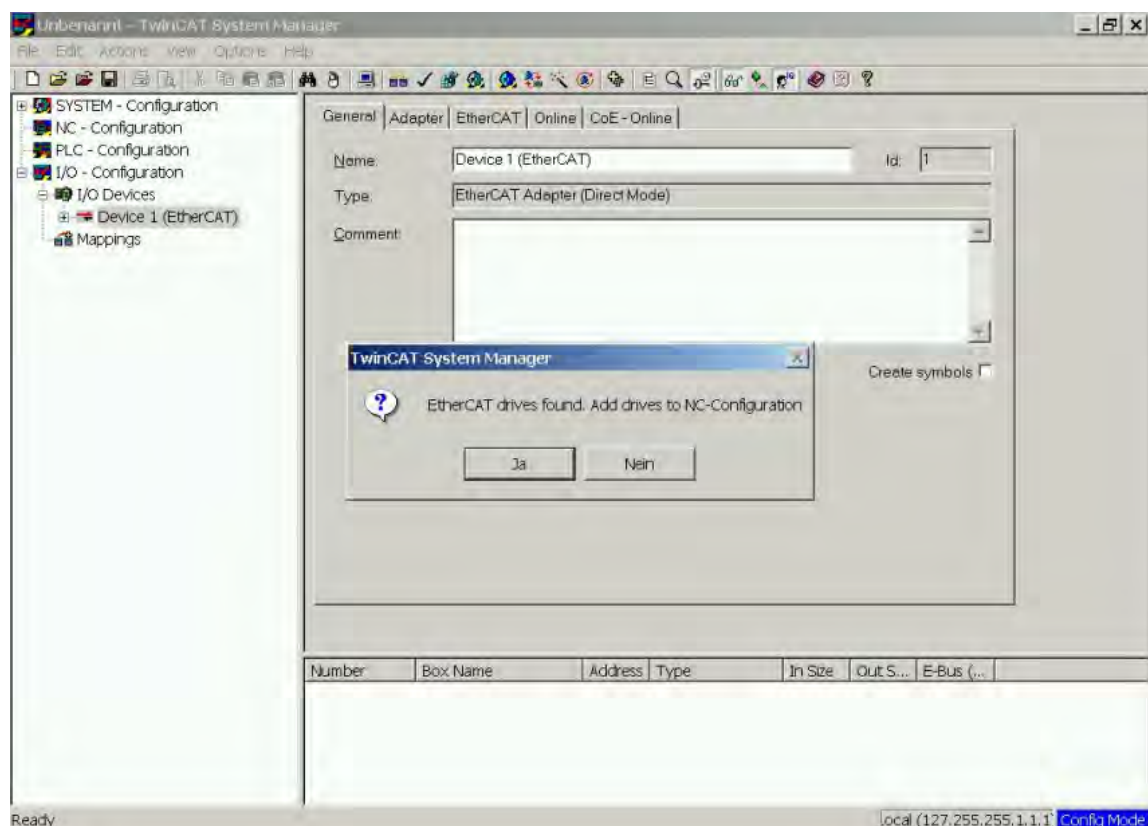 Unbenannt - TwinCAT System Manager
File Edit Actions View Options Help
SYSTEM - Configuration
NC - Configuration
PLC - Configuration
I/O - Configuration
I/O Devices
Device 1 (EtherCAT)
Mappings
General Adapter EtherCAT Online CoE - Online
Name: Device 1 (EtherCAT) Id: 1
Type: EtherCAT Adapter (Direct Mode)
Comment:
Create symbols
TwinCAT System Manager
EtherCAT drives found. Add drives to NC-Configuration
Ja Nein
Number Box Name Address Type In Size Out S... E-Bus (...
Ready Local (127.255.255.1.1.1 Config Mode